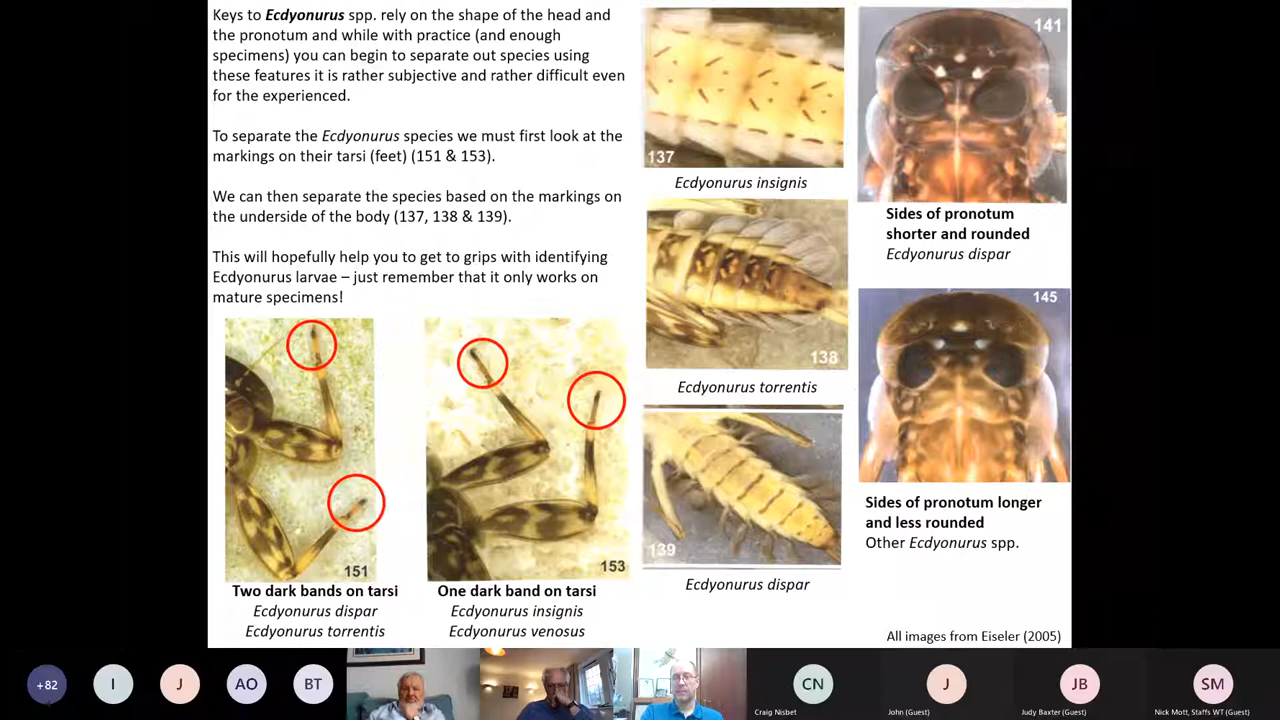 Keys to Ecdyonurus spp. rely on the shape of the head and
the pronotum and while with practice (and enough
specimens) you can begin to separate out species using
these features it is rather subjective and rather difficult even
for the experienced.
To separate the Ecdyonurus species we must first look at the
markings on their tarsi (feet) (151 & 153).
We can then separate the species based on the markings on
the underside of the body (137, 138 & 139).
This will hopefully help you to get to grips with identifying
Ecdyonurus larvae – just remember that it only works on
mature specimens!
151
Two dark bands on tarsi
Ecdyonurus dispar
Ecdyonurus torrentis
153
One dark band on tarsi
Ecdyonurus insignis
Ecdyonurus venosus
137
Ecdyonurus insignis
138
Ecdyonurus torrentis
139
Ecdyonurus dispar
141
Sides of pronotum
shorter and rounded
Ecdyonurus dispar
145
Sides of pronotum longer
and less rounded
Other Ecdyonurus spp.
All images from Eiseler (2005)
+82
I
J
AO
BT
CN
Craig Nisbet
J
John (Guest)
JB
Judy Baxter (Guest)
SM
Nick Mott, Staffs WT (Guest)